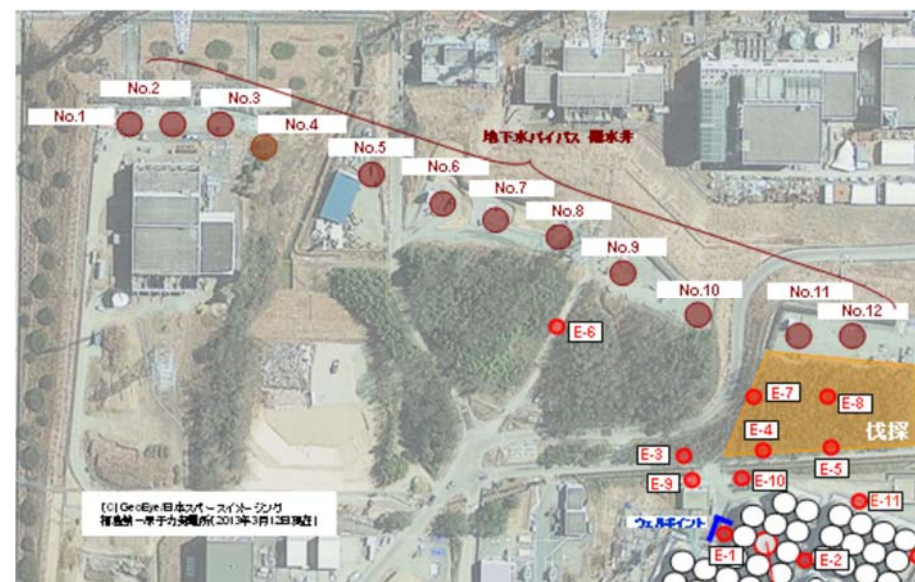 No.1
No.2
No.3
No.4
No.5
No.6
No.7
No.8
No.9
No.10
No.11
No.12
地下水バイパス 揚水井
E-6
E-7
E-8
伐採
E-4
E-3
E-5
E-9
E-10
E-11
ウェルポイント
E-1
E-2
(C)GeoEye/日本スペースイメージング
福島第一原子力発電所(2013年3月12日現在)